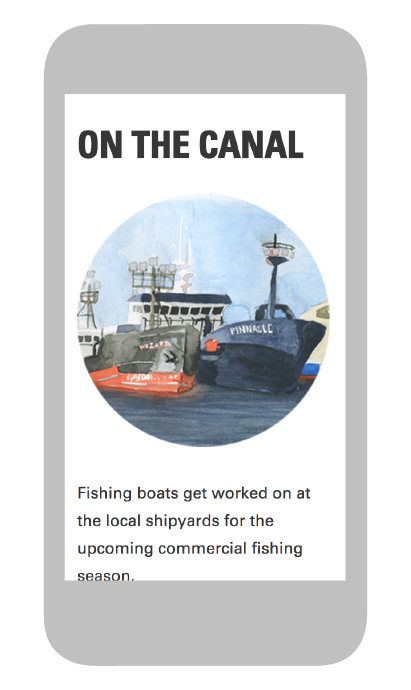 ON THE CANAL
WIZARD
PINNACLE
Fishing boats get worked on at
the local shipyards for the
upcoming commercial fishing
season.